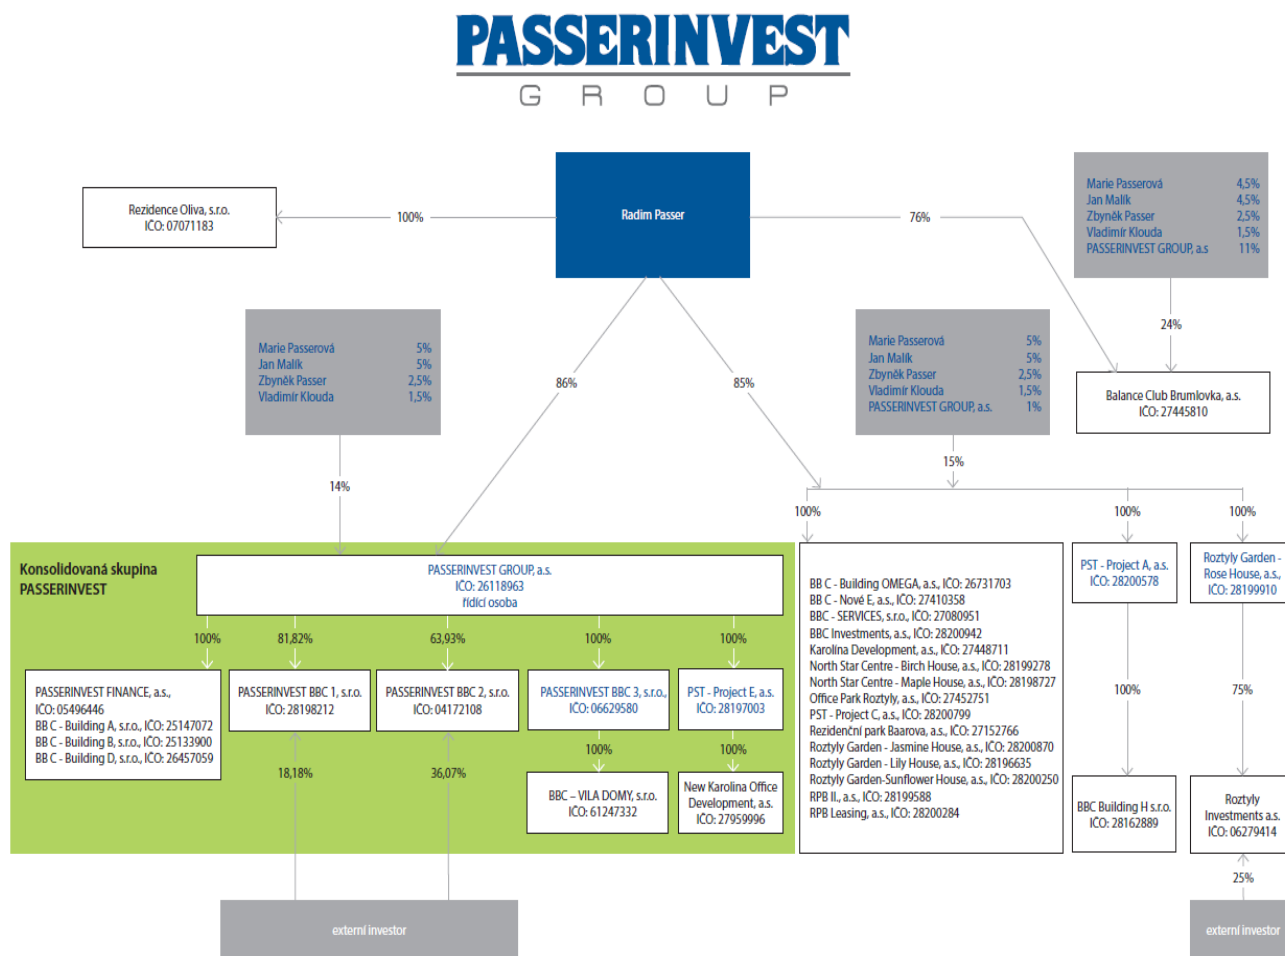 PASSERINVEST
GROUP
Rezidence Oliva, s.r.o.
IČO: 07071183
100%
Radim Passer
76%
Marie Passerová 4,5%
Jan Malík 4,5%
Zbyněk Passer 2,5%
Vladimír Klouda 1,5%
PASSERINVEST GROUP, a.s 11%
24%
Balance Club Brumlovka, a.s.
IČO: 27445810
Marie Passerová 5%
Jan Malík 5%
Zbyněk Passer 2,5%
Vladimír Klouda 1,5%
14%
86%
85%
Marie Passerová 5%
Jan Malík 5%
Zbyněk Passer 2,5%
Vladimír Klouda 1,5%
PASSERINVEST GROUP, a.s. 1%
15%
100%
100%
100%
Konsolidovaná skupina
PASSERINVEST
PASSERINVEST GROUP, a.s.
IČO: 26118963
řídící osoba
100%
81,82%
63,93%
100%
100%
PASSERINVEST FINANCE, a.s.,
IČO: 05496446
BB C - Building A, s.r.o., IČO: 25147072
BB C - Building B, s.r.o., IČO: 25133900
BB C - Building D, s.r.o., IČO: 26457059
PASSERINVEST BBC 1, s.r.o.
IČO: 28198212
PASSERINVEST BBC 2, s.r.o.
IČO: 04172108
PASSERINVEST BBC 3, s.r.o.,
IČO: 06629580
PST - Project E, a.s.
IČO: 28197003
18,18%
36,07%
100%
100%
BBC – VILA DOMY, s.r.o.
IČO: 61247332
New Karolina Office
Development, a.s.
IČO: 27959996
BB C - Building OMEGA, a.s., IČO: 26731703
BB C - Nové E, a.s., IČO: 27410358
BBC - SERVICES, s.r.o., IČO: 27080951
BBC Investments, a.s., IČO: 28200942
Karolína Development, a.s., IČO: 27448711
North Star Centre - Birch House, a.s., IČO: 28199278
North Star Centre - Maple House, a.s., IČO: 28198727
Office Park Roztyly, a.s., IČO: 27452751
PST - Project C, a.s., IČO: 28200799
Rezidenční park Baarova, a.s., IČO: 27152766
Roztyly Garden - Jasmine House, a.s., IČO: 28200870
Roztyly Garden - Lily House, a.s., IČO: 28196635
Roztyly Garden-Sunflower House, a.s., IČO: 28200250
RPB II., a.s., IČO: 28199588
RPB Leasing, a.s., IČO: 28200284
PST - Project A, a.s.
IČO: 28200578
Roztyly Garden -
Rose House, a.s.,
IČO: 28199910
100%
75%
BBC Building H s.r.o.
IČO: 28162889
Roztyly
Investments a.s.
IČO: 06279414
25%
externí investor
externí investor